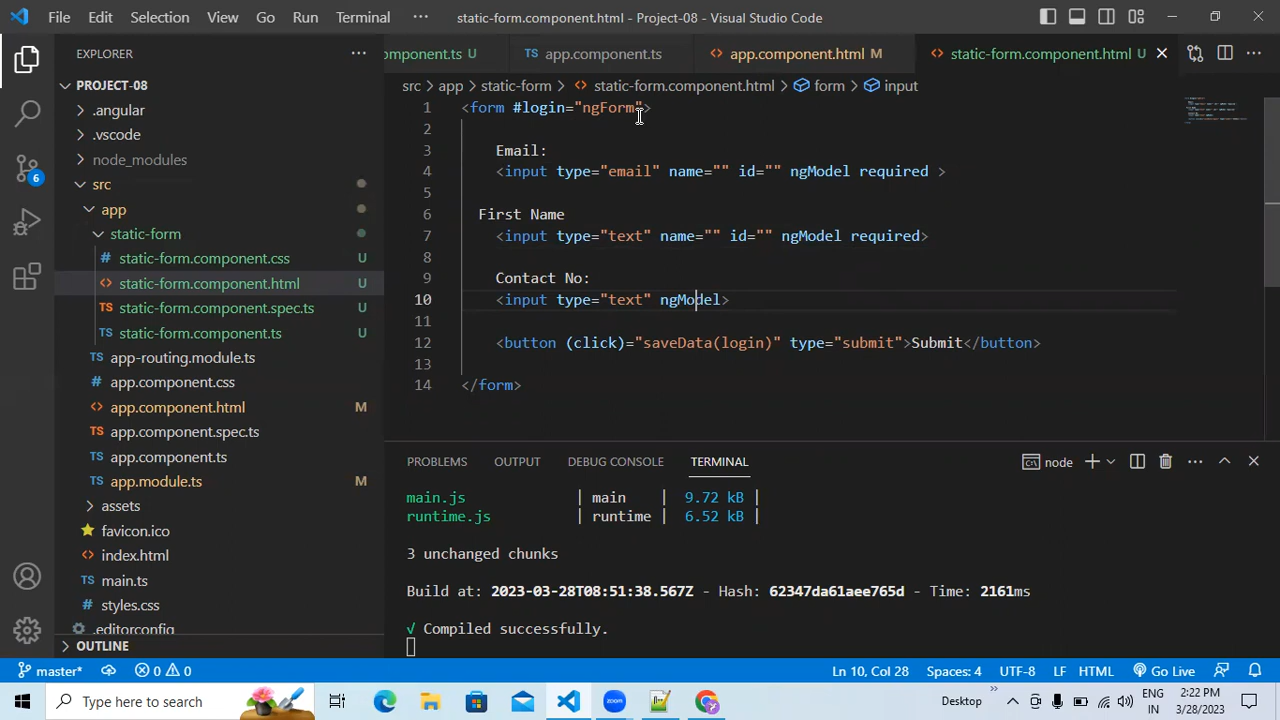 File Edit Selection View Go Run Terminal ··· static-form.component.html - Project-08 - Visual Studio Code
EXPLORER ···
omponent.ts U app.component.ts app.component.html M static-form.component.html U
PROJECT-08
src > app > static-form > static-form.component.html > form > input
.angular
.vscode
node_modules
src
app
static-form
# static-form.component.css U
static-form.component.html U
TS static-form.component.spec.ts U
TS static-form.component.ts U
TS app-routing.module.ts
# app.component.css
app.component.html M
TS app.component.spec.ts
TS app.component.ts
TS app.module.ts M
assets
favicon.ico
index.html
TS main.ts
# styles.css
.editorconfig
OUTLINE
1 <form #login="ngForm">
2
3 Email:
4 <input type="email" name="" id="" ngModel required >
5
6 First Name
7 <input type="text" name="" id="" ngModel required>
8
9 Contact No:
10 <input type="text" ngModel>
11
12 <button (click)="saveData(login)" type="submit">Submit</button>
13
14 </form>
PROBLEMS OUTPUT DEBUG CONSOLE TERMINAL node
main.js | main | 9.72 kB |
runtime.js | runtime | 6.52 kB |
3 unchanged chunks
Build at: 2023-03-28T08:51:38.567Z - Hash: 62347da61aee765d - Time: 2161ms
√ Compiled successfully.
6
master* 0 0 Ln 10, Col 28 Spaces: 4 UTF-8 LF HTML Go Live
Type here to search Desktop ENG IN 2:22 PM 3/28/2023